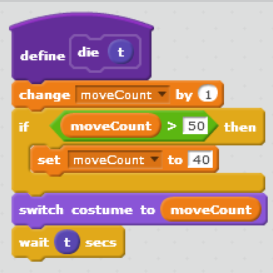 define die t
change moveCount by 1
if moveCount > 50 then
set moveCount to 40
switch costume to moveCount
wait t secs